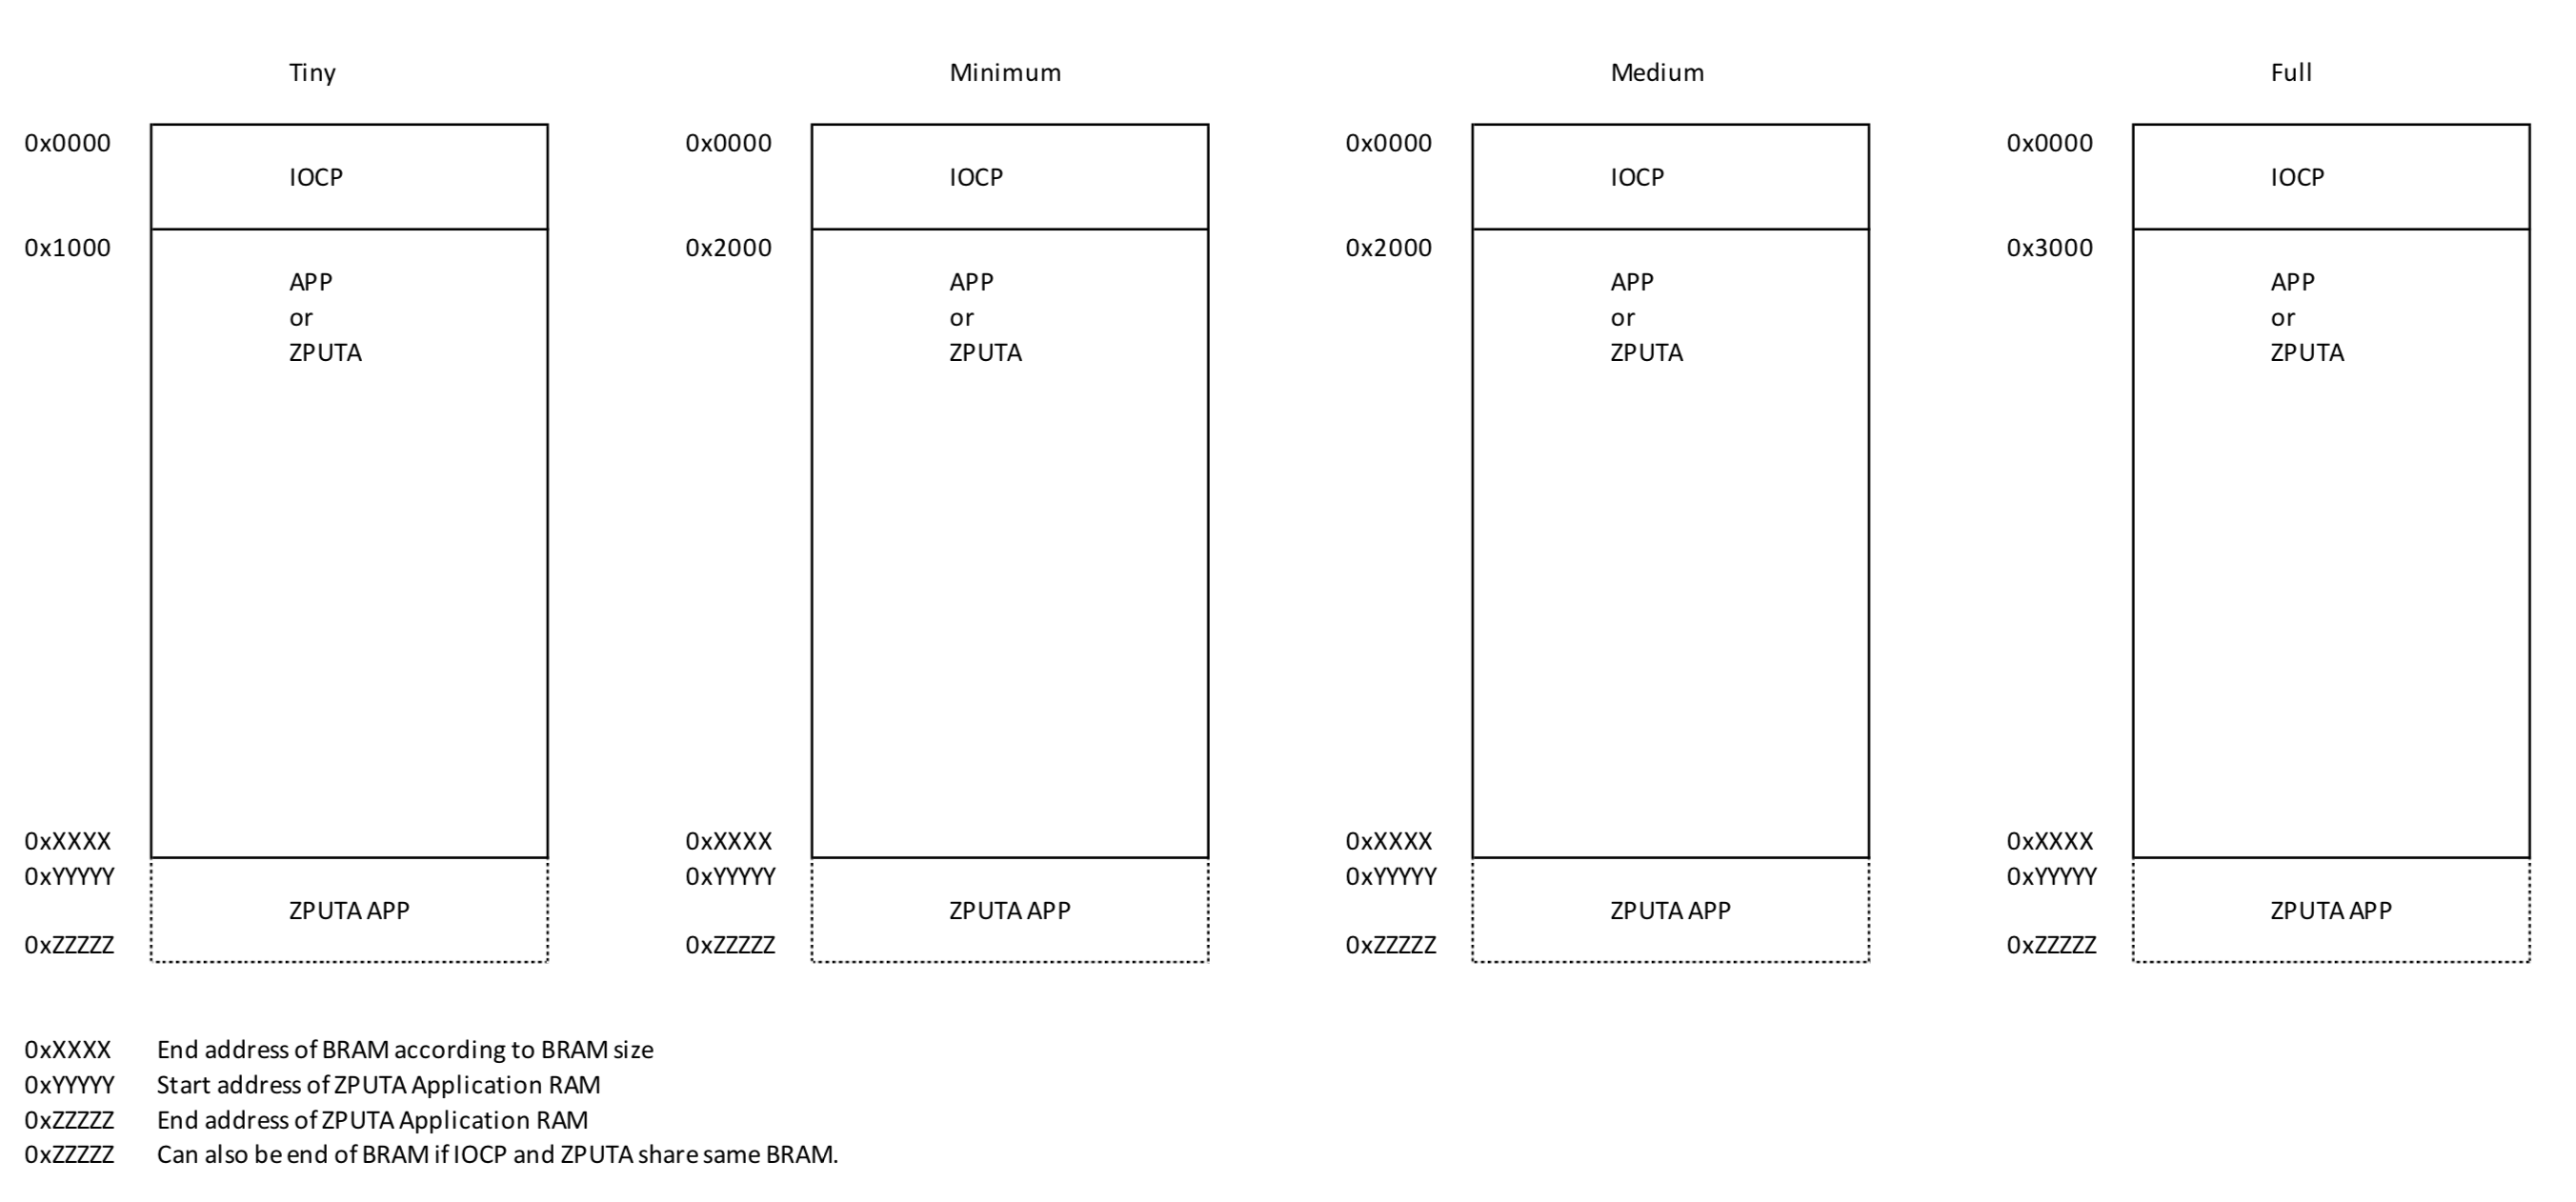 Tiny Minimum Medium Full
0x0000 0x0000 0x0000 0x0000
IOCP IOCP IOCP IOCP
0x1000 0x2000 0x2000 0x3000
APP APP APP APP
or or or or
ZPUTA ZPUTA ZPUTA ZPUTA
0xXXXX 0xXXXX 0xXXXX 0xXXXX
0xYYYYY 0xYYYYY 0xYYYYY 0xYYYYY
ZPUTA APP ZPUTA APP ZPUTA APP ZPUTA APP
0xZZZZZ 0xZZZZZ 0xZZZZZ 0xZZZZZ
0xXXXX End address of BRAM according to BRAM size
0xYYYYY Start address of ZPUTA Application RAM
0xZZZZZ End address of ZPUTA Application RAM
0xZZZZZ Can also be end of BRAM if IOCP and ZPUTA share same BRAM.